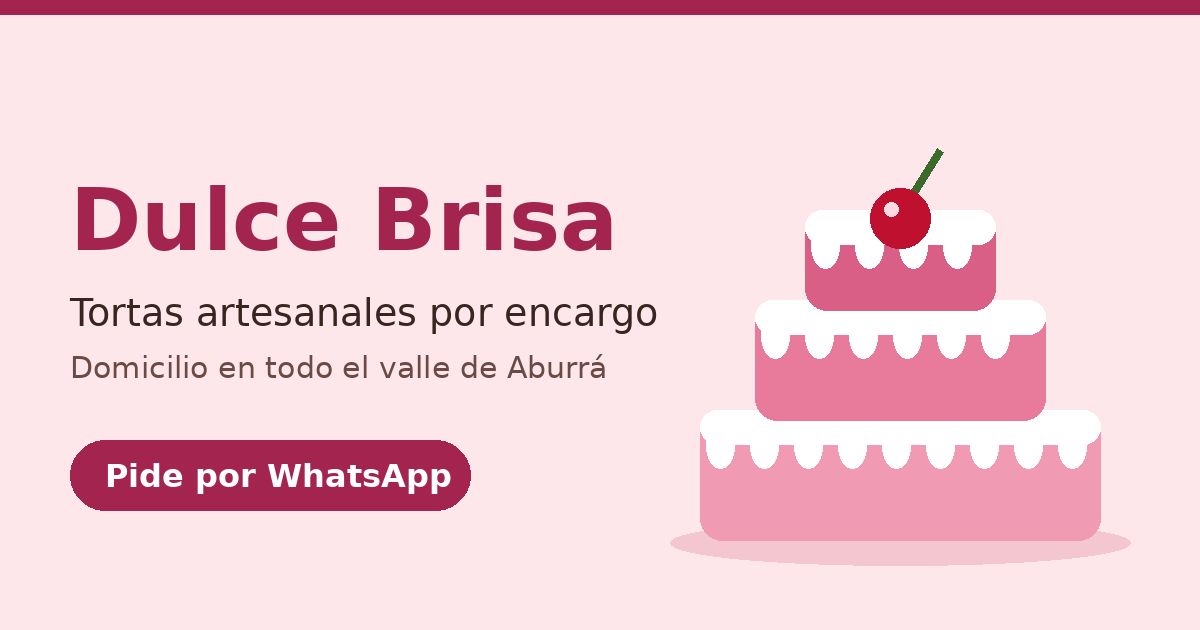 Dulce Brisa
Tortas artesanales por encargo
Domicilio en todo el valle de Aburrá
Pide por WhatsApp